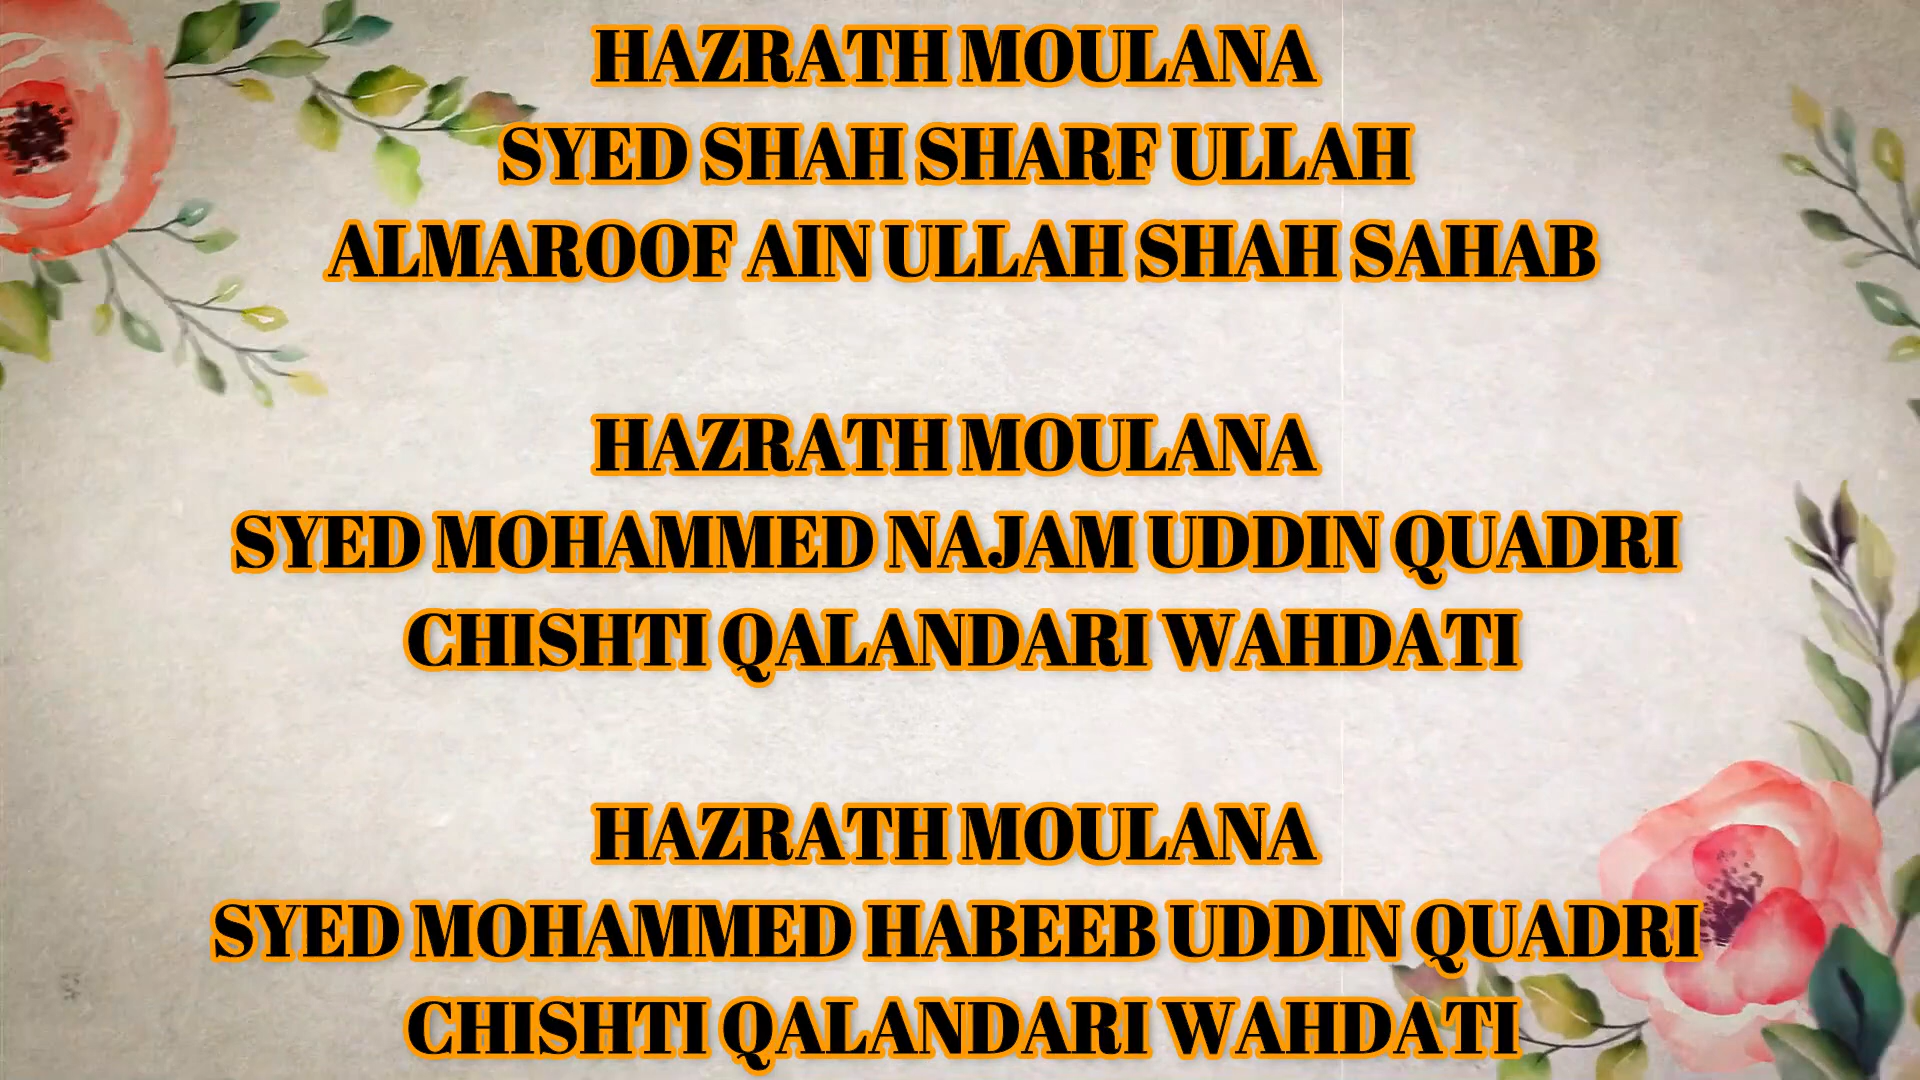 HAZRATH MOULANA
SYED SHAH SHARF ULLAH
ALMAROOF AIN ULLAH SHAH SAHAB
HAZRATH MOULANA
SYED MOHAMMED NAJAM UDDIN QUADRI
CHISHTI QALANDARI WAHDATI
HAZRATH MOULANA
SYED MOHAMMED HABEEB UDDIN QUADRI
CHISHTI QALANDARI WAHDATI